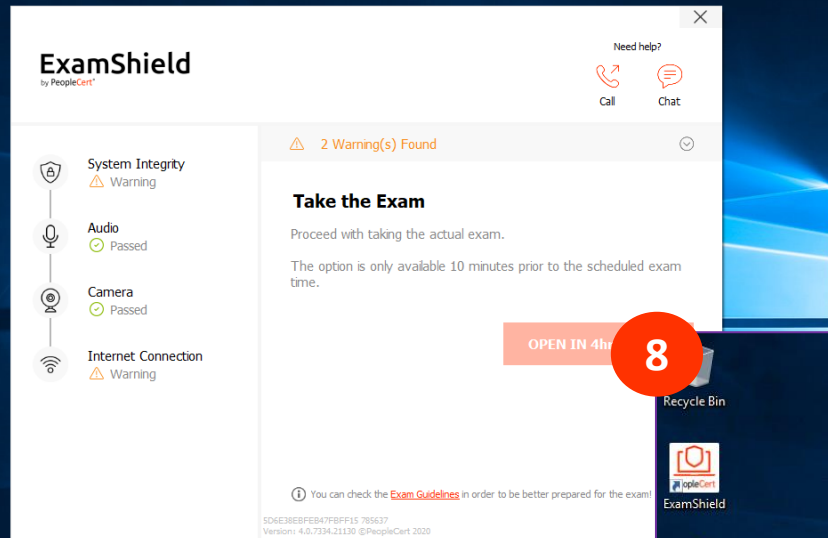 Need help?
ExamShield
by PeopleCert
Call
Chat
2 Warning(s) Found
System Integrity
Warning
Take the Exam
Audio
Passed
Proceed with taking the actual exam.
The option is only available 10 minutes prior to the scheduled exam
time.
Camera
Passed
OPEN IN 4h
8
Internet Connection
Warning
Recycle Bin
opleCert
ExamShield
You can check the Exam Guidelines in order to be better prepared for the exam!
5D6E38EBFEB47FBFF15 785637
Version: 4.0.7334.21130 ©PeopleCert 2020